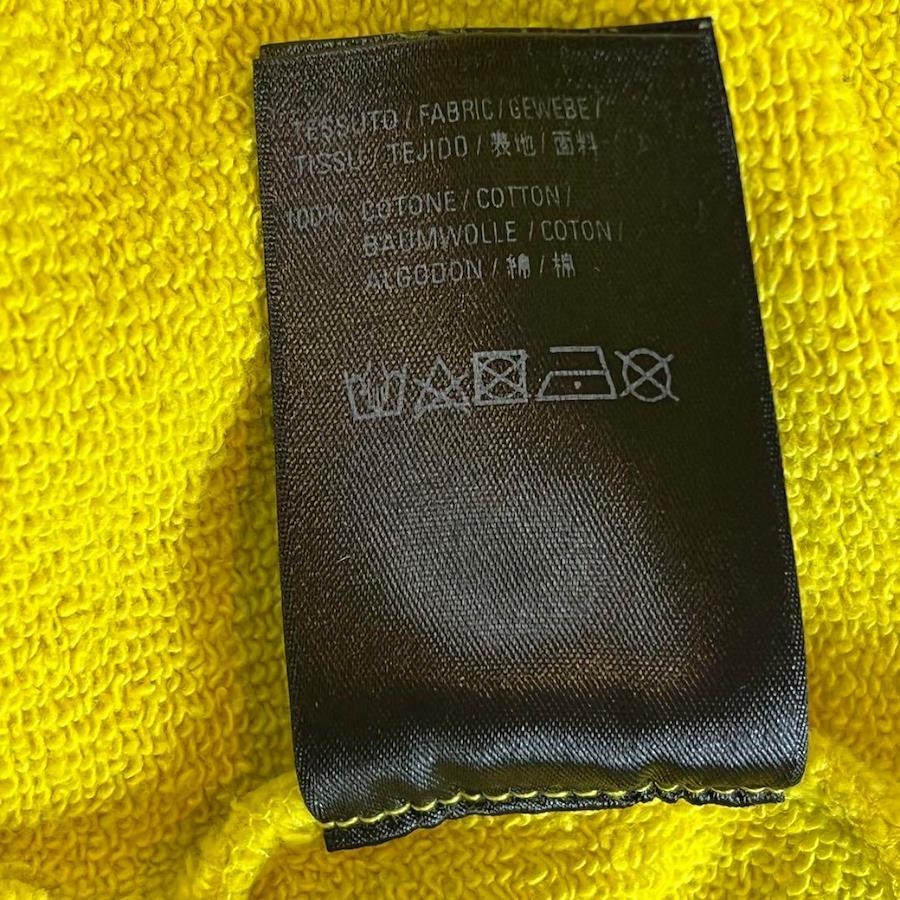 TESSUTO / FABRIC / GEWEBE /
TISSU / TEJIDO / 表地 / 面料
100% COTONE / COTTON /
BAUMWOLLE / COTON /
ALGODON / 綿 / 棉